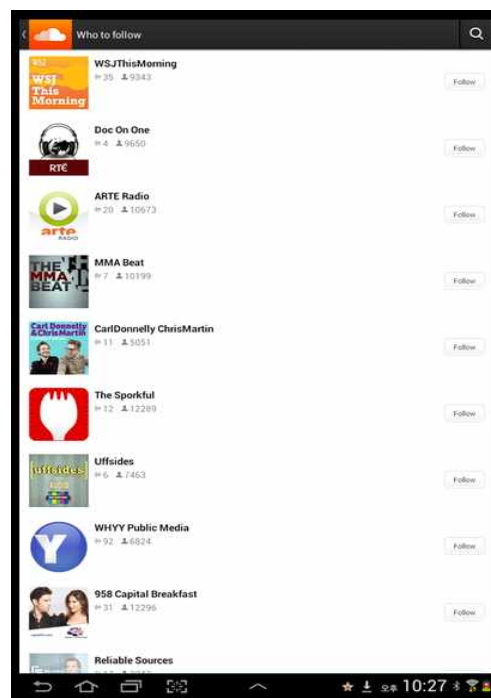 Who to follow
WSJ
WSJ
This
Morning
WSJThisMorning
35 9343
Follow
RTÉ
Doc On One
4 9650
Follow
arte
RADIO
ARTE Radio
20 10673
Follow
THE
MMA
BEAT
MMA Beat
7 10199
Follow
Carl Donnelly
& Chris Martin
CarlDonnelly ChrisMartin
11 5051
Follow
The Sporkful
12 12289
Follow
uffsides
Uffsides
6 7463
Follow
Y
WHYY Public Media
92 6824
Follow
958 Capital Breakfast
31 12296
Follow
Reliable Sources
오후 10:27